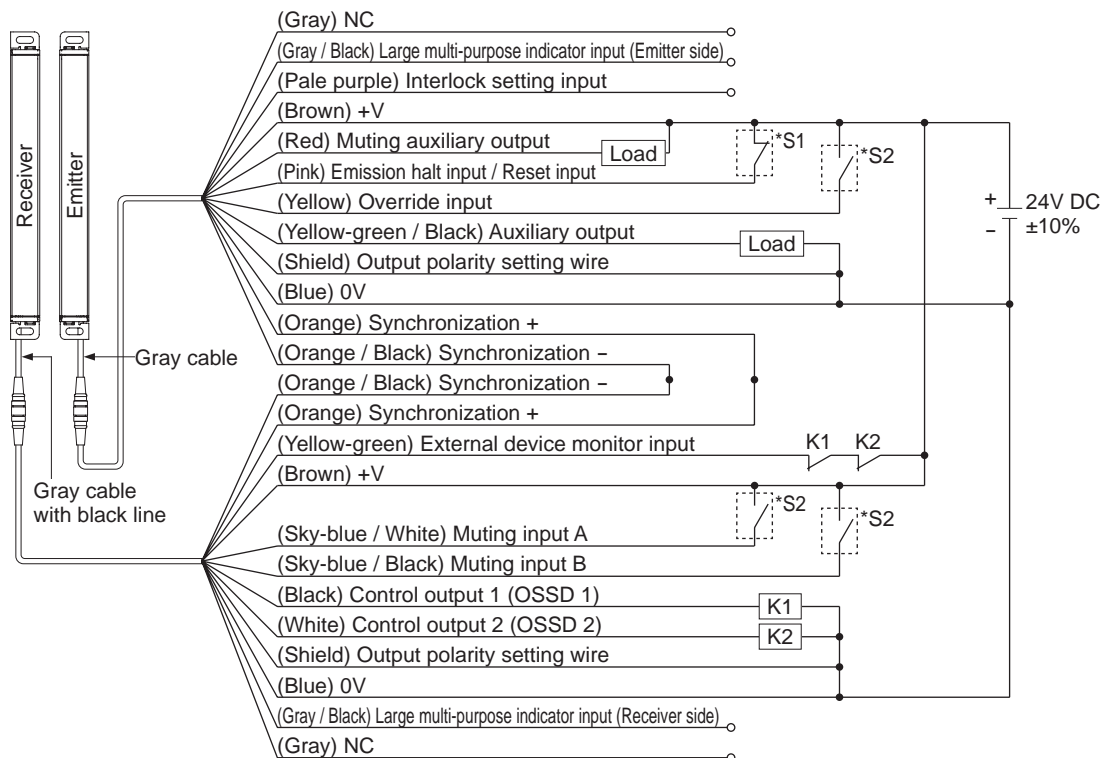 (Gray) NC
(Gray / Black) Large multi-purpose indicator input (Emitter side)
(Pale purple) Interlock setting input
(Brown) +V
(Red) Muting auxiliary output
Load
*S1
*S2
(Pink) Emission halt input / Reset input
(Yellow) Override input
+ 24V DC
− ±10%
(Yellow-green / Black) Auxiliary output
Load
(Shield) Output polarity setting wire
(Blue) 0V
(Orange) Synchronization +
(Orange / Black) Synchronization −
(Orange / Black) Synchronization −
(Orange) Synchronization +
(Yellow-green) External device monitor input
K1
K2
(Brown) +V
*S2
*S2
(Sky-blue / White) Muting input A
(Sky-blue / Black) Muting input B
(Black) Control output 1 (OSSD 1)
K1
(White) Control output 2 (OSSD 2)
K2
(Shield) Output polarity setting wire
(Blue) 0V
(Gray / Black) Large multi-purpose indicator input (Receiver side)
(Gray) NC
Receiver
Emitter
Gray cable
Gray cable
with black line